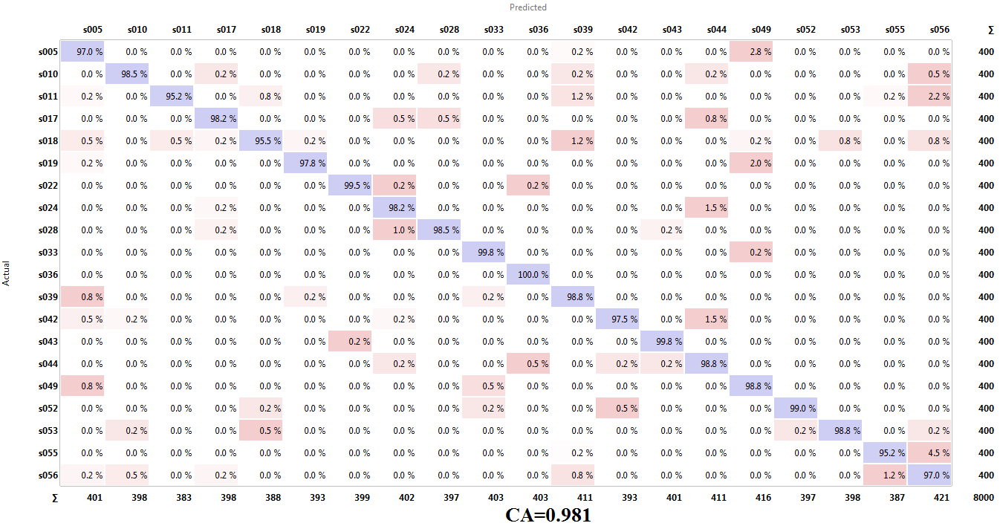 Predicted
s005 s010 s011 s017 s018 s019 s022 s024 s028 s033 s036 s039 s042 s043 s044 s049 s052 s053 s055 s056 Σ
s005 97.0 % 0.0 % 0.0 % 0.0 % 0.0 % 0.0 % 0.0 % 0.0 % 0.0 % 0.0 % 0.0 % 0.2 % 0.0 % 0.0 % 0.0 % 2.8 % 0.0 % 0.0 % 0.0 % 0.0 % 400
s010 0.0 % 98.5 % 0.0 % 0.2 % 0.0 % 0.0 % 0.0 % 0.0 % 0.2 % 0.0 % 0.0 % 0.2 % 0.0 % 0.0 % 0.2 % 0.0 % 0.0 % 0.0 % 0.0 % 0.5 % 400
s011 0.2 % 0.0 % 95.2 % 0.0 % 0.8 % 0.0 % 0.0 % 0.0 % 0.0 % 0.0 % 0.0 % 1.2 % 0.0 % 0.0 % 0.0 % 0.0 % 0.0 % 0.0 % 0.2 % 2.2 % 400
s017 0.0 % 0.0 % 0.0 % 98.2 % 0.0 % 0.0 % 0.0 % 0.5 % 0.5 % 0.0 % 0.0 % 0.0 % 0.0 % 0.0 % 0.8 % 0.0 % 0.0 % 0.0 % 0.0 % 0.0 % 400
s018 0.5 % 0.0 % 0.5 % 0.2 % 95.5 % 0.2 % 0.0 % 0.0 % 0.0 % 0.0 % 0.0 % 1.2 % 0.0 % 0.0 % 0.0 % 0.2 % 0.0 % 0.8 % 0.0 % 0.8 % 400
s019 0.2 % 0.0 % 0.0 % 0.0 % 0.0 % 97.8 % 0.0 % 0.0 % 0.0 % 0.0 % 0.0 % 0.0 % 0.0 % 0.0 % 0.0 % 2.0 % 0.0 % 0.0 % 0.0 % 0.0 % 400
s022 0.0 % 0.0 % 0.0 % 0.0 % 0.0 % 0.0 % 99.5 % 0.2 % 0.0 % 0.0 % 0.2 % 0.0 % 0.0 % 0.0 % 0.0 % 0.0 % 0.0 % 0.0 % 0.0 % 0.0 % 400
s024 0.0 % 0.0 % 0.0 % 0.2 % 0.0 % 0.0 % 0.0 % 98.2 % 0.0 % 0.0 % 0.0 % 0.0 % 0.0 % 0.0 % 1.5 % 0.0 % 0.0 % 0.0 % 0.0 % 0.0 % 400
s028 0.0 % 0.0 % 0.0 % 0.2 % 0.0 % 0.0 % 0.0 % 1.0 % 98.5 % 0.0 % 0.0 % 0.0 % 0.0 % 0.2 % 0.0 % 0.0 % 0.0 % 0.0 % 0.0 % 0.0 % 400
s033 0.0 % 0.0 % 0.0 % 0.0 % 0.0 % 0.0 % 0.0 % 0.0 % 0.0 % 99.8 % 0.0 % 0.0 % 0.0 % 0.0 % 0.0 % 0.2 % 0.0 % 0.0 % 0.0 % 0.0 % 400
s036 0.0 % 0.0 % 0.0 % 0.0 % 0.0 % 0.0 % 0.0 % 0.0 % 0.0 % 0.0 % 100.0 % 0.0 % 0.0 % 0.0 % 0.0 % 0.0 % 0.0 % 0.0 % 0.0 % 0.0 % 400
Actual
s039 0.8 % 0.0 % 0.0 % 0.0 % 0.0 % 0.2 % 0.0 % 0.0 % 0.0 % 0.2 % 0.0 % 98.8 % 0.0 % 0.0 % 0.0 % 0.0 % 0.0 % 0.0 % 0.0 % 0.0 % 400
s042 0.5 % 0.2 % 0.0 % 0.0 % 0.0 % 0.0 % 0.0 % 0.2 % 0.0 % 0.0 % 0.0 % 0.0 % 97.5 % 0.0 % 1.5 % 0.0 % 0.0 % 0.0 % 0.0 % 0.0 % 400
s043 0.0 % 0.0 % 0.0 % 0.0 % 0.0 % 0.0 % 0.2 % 0.0 % 0.0 % 0.0 % 0.0 % 0.0 % 0.0 % 99.8 % 0.0 % 0.0 % 0.0 % 0.0 % 0.0 % 0.0 % 400
s044 0.0 % 0.0 % 0.0 % 0.0 % 0.0 % 0.0 % 0.0 % 0.2 % 0.0 % 0.0 % 0.5 % 0.0 % 0.2 % 0.2 % 98.8 % 0.0 % 0.0 % 0.0 % 0.0 % 0.0 % 400
s049 0.8 % 0.0 % 0.0 % 0.0 % 0.0 % 0.0 % 0.0 % 0.0 % 0.0 % 0.5 % 0.0 % 0.0 % 0.0 % 0.0 % 0.0 % 98.8 % 0.0 % 0.0 % 0.0 % 0.0 % 400
s052 0.0 % 0.0 % 0.0 % 0.0 % 0.2 % 0.0 % 0.0 % 0.0 % 0.0 % 0.2 % 0.0 % 0.0 % 0.5 % 0.0 % 0.0 % 0.0 % 99.0 % 0.0 % 0.0 % 0.0 % 400
s053 0.0 % 0.2 % 0.0 % 0.0 % 0.5 % 0.0 % 0.0 % 0.0 % 0.0 % 0.0 % 0.0 % 0.0 % 0.0 % 0.0 % 0.0 % 0.0 % 0.2 % 98.8 % 0.0 % 0.2 % 400
s055 0.0 % 0.0 % 0.0 % 0.0 % 0.0 % 0.0 % 0.0 % 0.0 % 0.0 % 0.0 % 0.0 % 0.2 % 0.0 % 0.0 % 0.0 % 0.0 % 0.0 % 0.0 % 95.2 % 4.5 % 400
s056 0.2 % 0.5 % 0.0 % 0.2 % 0.0 % 0.0 % 0.0 % 0.0 % 0.0 % 0.0 % 0.0 % 0.8 % 0.0 % 0.0 % 0.0 % 0.0 % 0.0 % 0.0 % 1.2 % 97.0 % 400
Σ 401 398 383 398 388 393 399 402 397 403 403 411 393 401 411 416 397 398 387 421 8000
CA=0.981